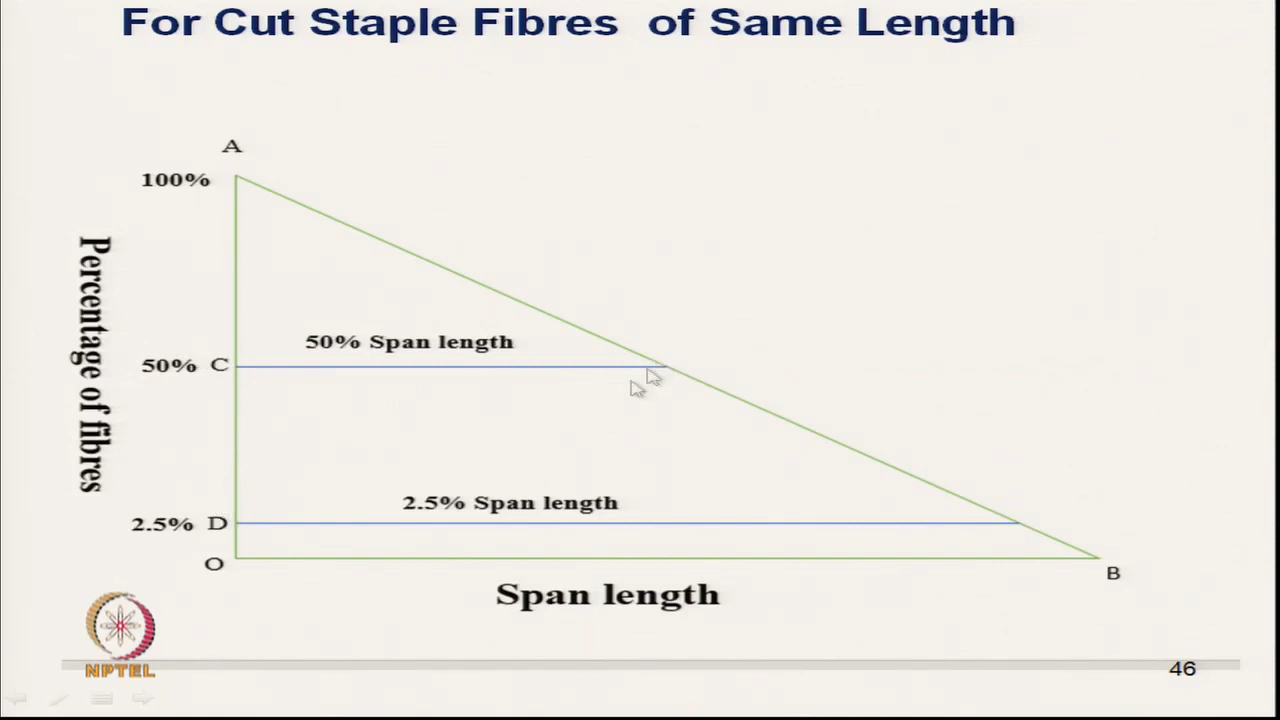 For Cut Staple Fibres of Same Length
A
100%
Percentage of fibres
50% Span length
50% C
2.5% Span length
2.5% D
O
B
Span length
NPTEL
46